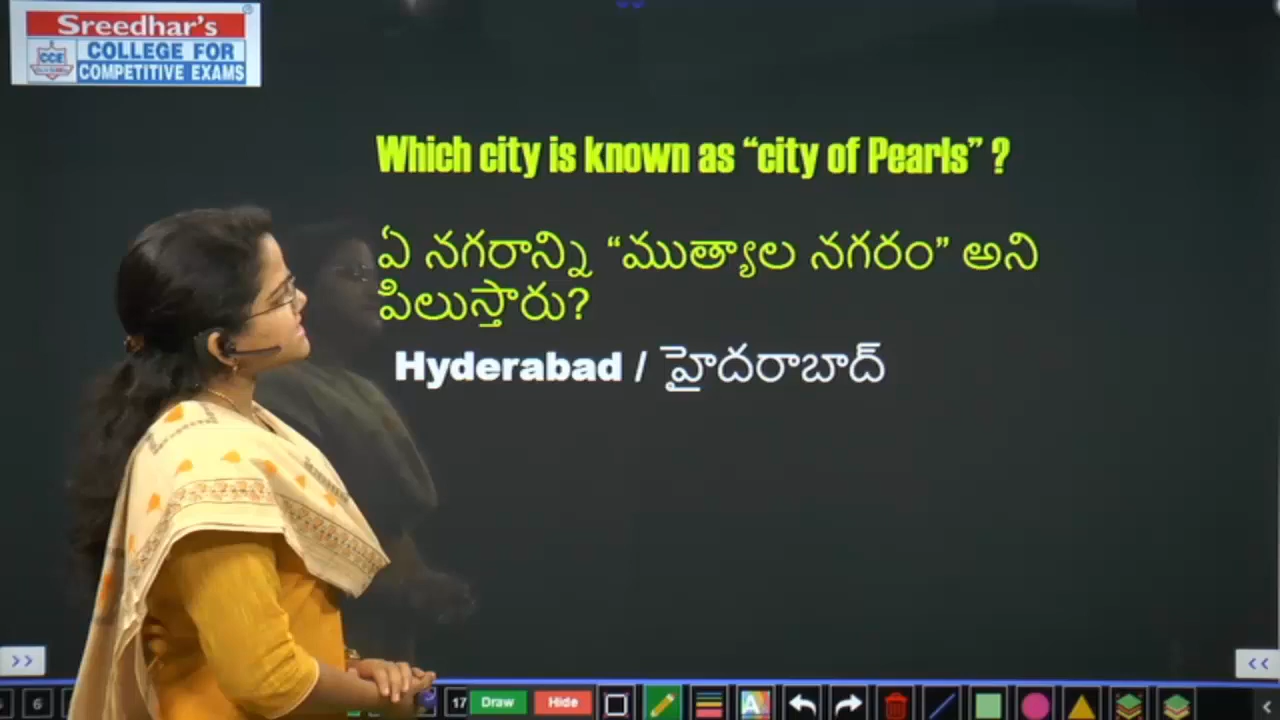 Sreedhar's
CCE
COLLEGE FOR
COMPETITIVE EXAMS
Which city is known as “city of Pearls” ?
ఏ నగరాన్ని “ముత్యాల నగరం” అని
పిలుస్తారు?
Hyderabad / హైదరాబాద్
>>
<<
6
17
Draw
Hide
A
<